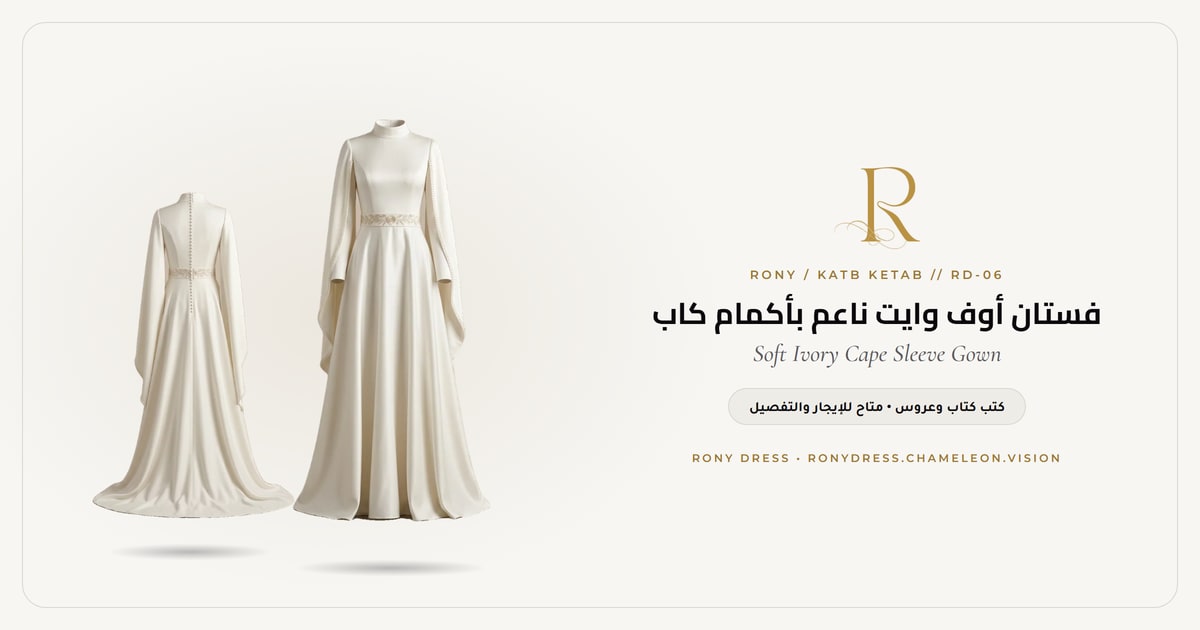 R
RONY / KATB KETAB // RD-06
فستان أوف وايت ناعم بأكمام كاب
Soft Ivory Cape Sleeve Gown
كتب كتاب وعروس • متاح للإيجار والتفصيل
RONY DRESS • RONYDRESS.CHAMELEON.VISION